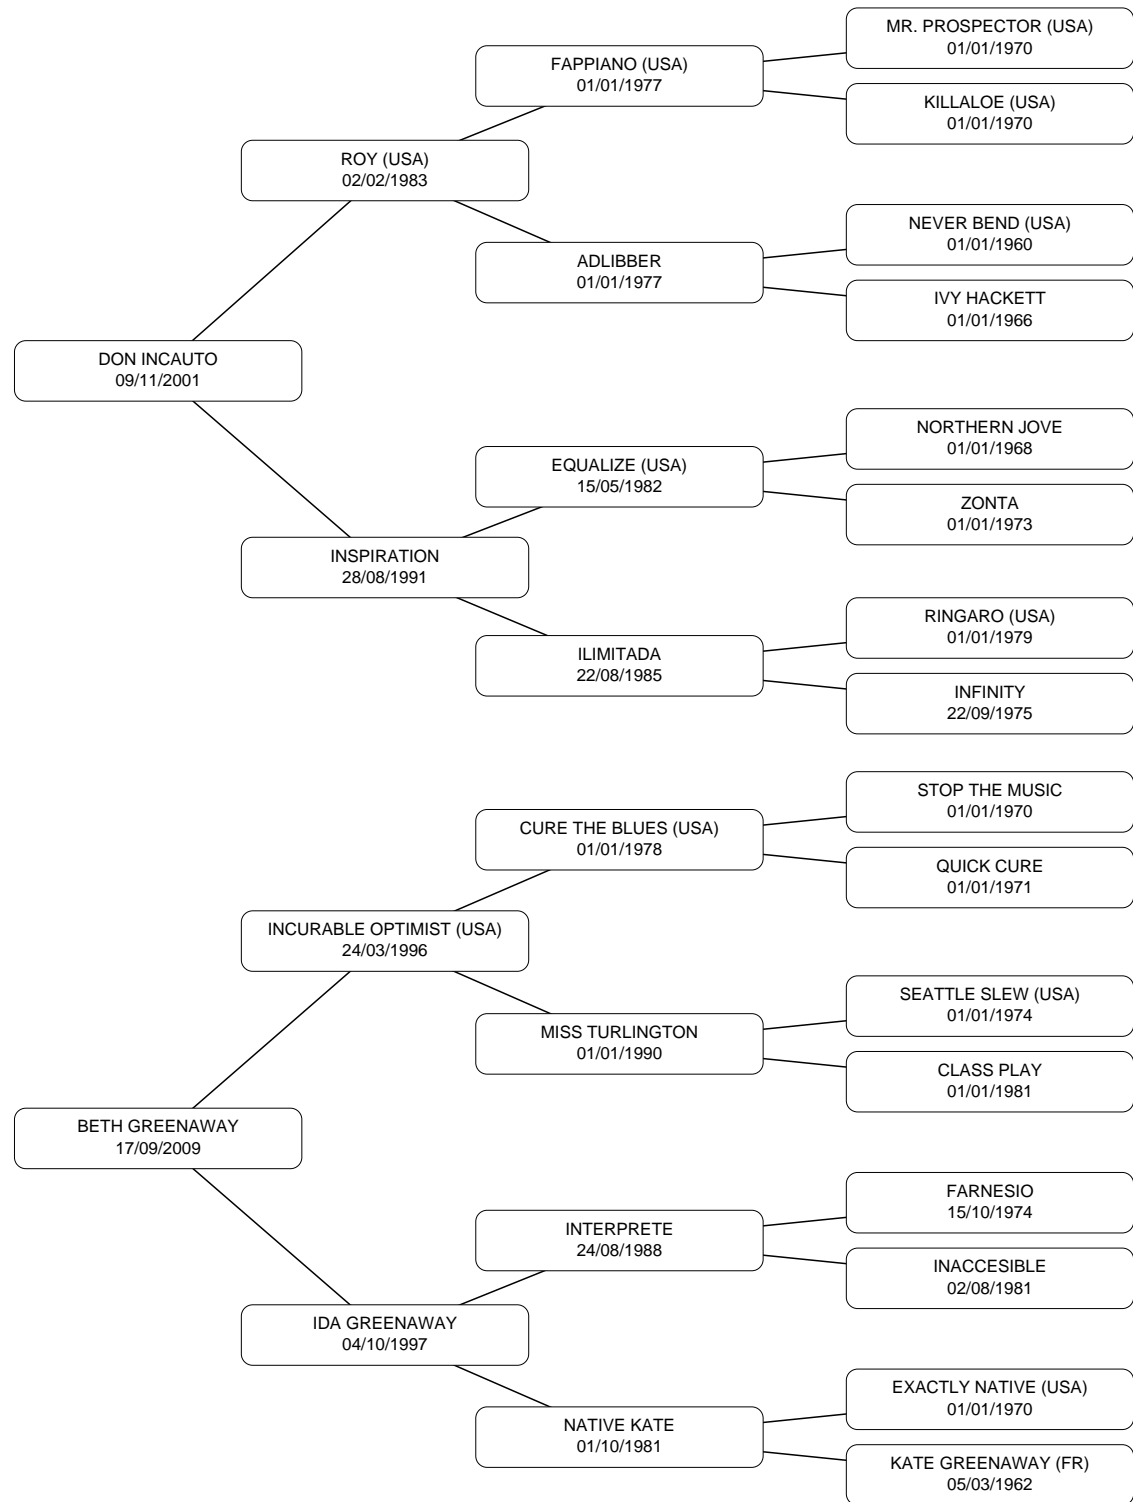 MR. PROSPECTOR (USA)
01/01/1970
FAPPIANO (USA)
01/01/1977
KILLALOE (USA)
01/01/1970
ROY (USA)
02/02/1983
NEVER BEND (USA)
01/01/1960
ADLIBBER
01/01/1977
IVY HACKETT
01/01/1966
DON INCAUTO
09/11/2001
NORTHERN JOVE
01/01/1968
EQUALIZE (USA)
15/05/1982
ZONTA
01/01/1973
INSPIRATION
28/08/1991
RINGARO (USA)
01/01/1979
ILIMITADA
22/08/1985
INFINITY
22/09/1975
STOP THE MUSIC
01/01/1970
CURE THE BLUES (USA)
01/01/1978
QUICK CURE
01/01/1971
INCURABLE OPTIMIST (USA)
24/03/1996
SEATTLE SLEW (USA)
01/01/1974
MISS TURLINGTON
01/01/1990
CLASS PLAY
01/01/1981
BETH GREENAWAY
17/09/2009
FARNESIO
15/10/1974
INTERPRETE
24/08/1988
INACCESIBLE
02/08/1981
IDA GREENAWAY
04/10/1997
EXACTLY NATIVE (USA)
01/01/1970
NATIVE KATE
01/10/1981
KATE GREENAWAY (FR)
05/03/1962